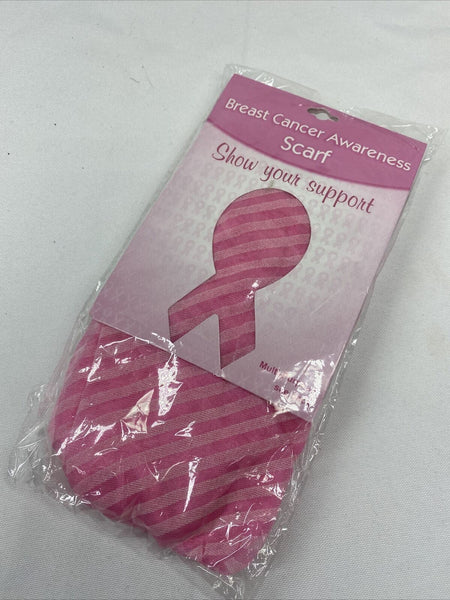 Breast Cancer Awareness
Scarf
Show your support